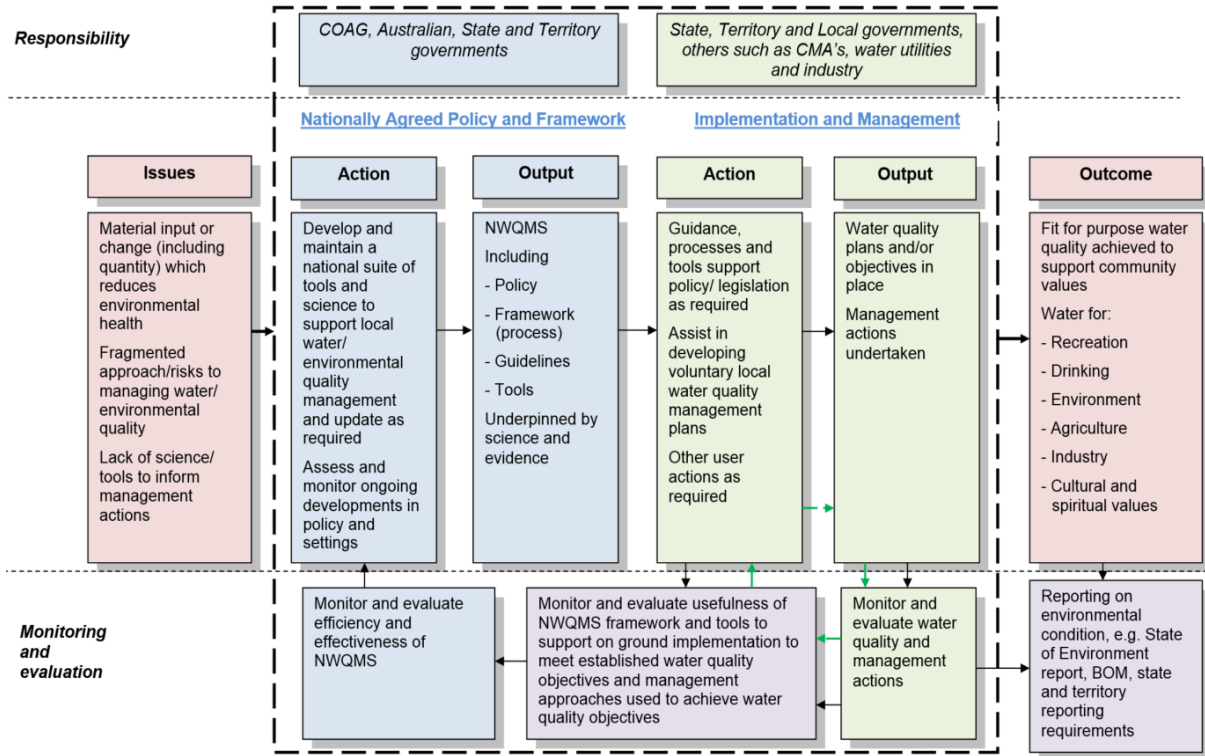 Responsibility
COAG, Australian, State and Territory
governments
State, Territory and Local governments,
others such as CMA's, water utilities
and industry
Nationally Agreed Policy and Framework
Implementation and Management
Issues
Action
Output
Action
Output
Outcome
Material input or
change (including
quantity) which
reduces
environmental
health
Fragmented
approach/risks to
managing water/
environmental
quality
Lack of science/
tools to inform
management
actions
Develop and
maintain a
national suite of
tools and
science to
support local
water/
environmental
quality
management
and update as
required
Assess and
monitor ongoing
developments in
policy and
settings
NWQMS
Including
- Policy
- Framework
(process)
- Guidelines
- Tools
Underpinned by
science and
evidence
Guidance,
processes and
tools support
policy/ legislation
as required
Assist in
developing
voluntary local
water quality
management
plans
Other user
actions as
required
Water quality
plans and/or
objectives in
place
Management
actions
undertaken
Fit for purpose water
quality achieved to
support community
values
Water for:
- Recreation
- Drinking
- Environment
- Agriculture
- Industry
- Cultural and
spiritual values
Monitoring
and
evaluation
Monitor and evaluate
efficiency and
effectiveness of
NWQMS
Monitor and evaluate usefulness of
NWQMS framework and tools to
support on ground implementation to
meet established water quality
objectives and management
approaches used to achieve water
quality objectives
Monitor and
evaluate water
quality and
management
actions
Reporting on
environmental
condition, e.g. State
of Environment
report, BOM, state
and territory
reporting
requirements